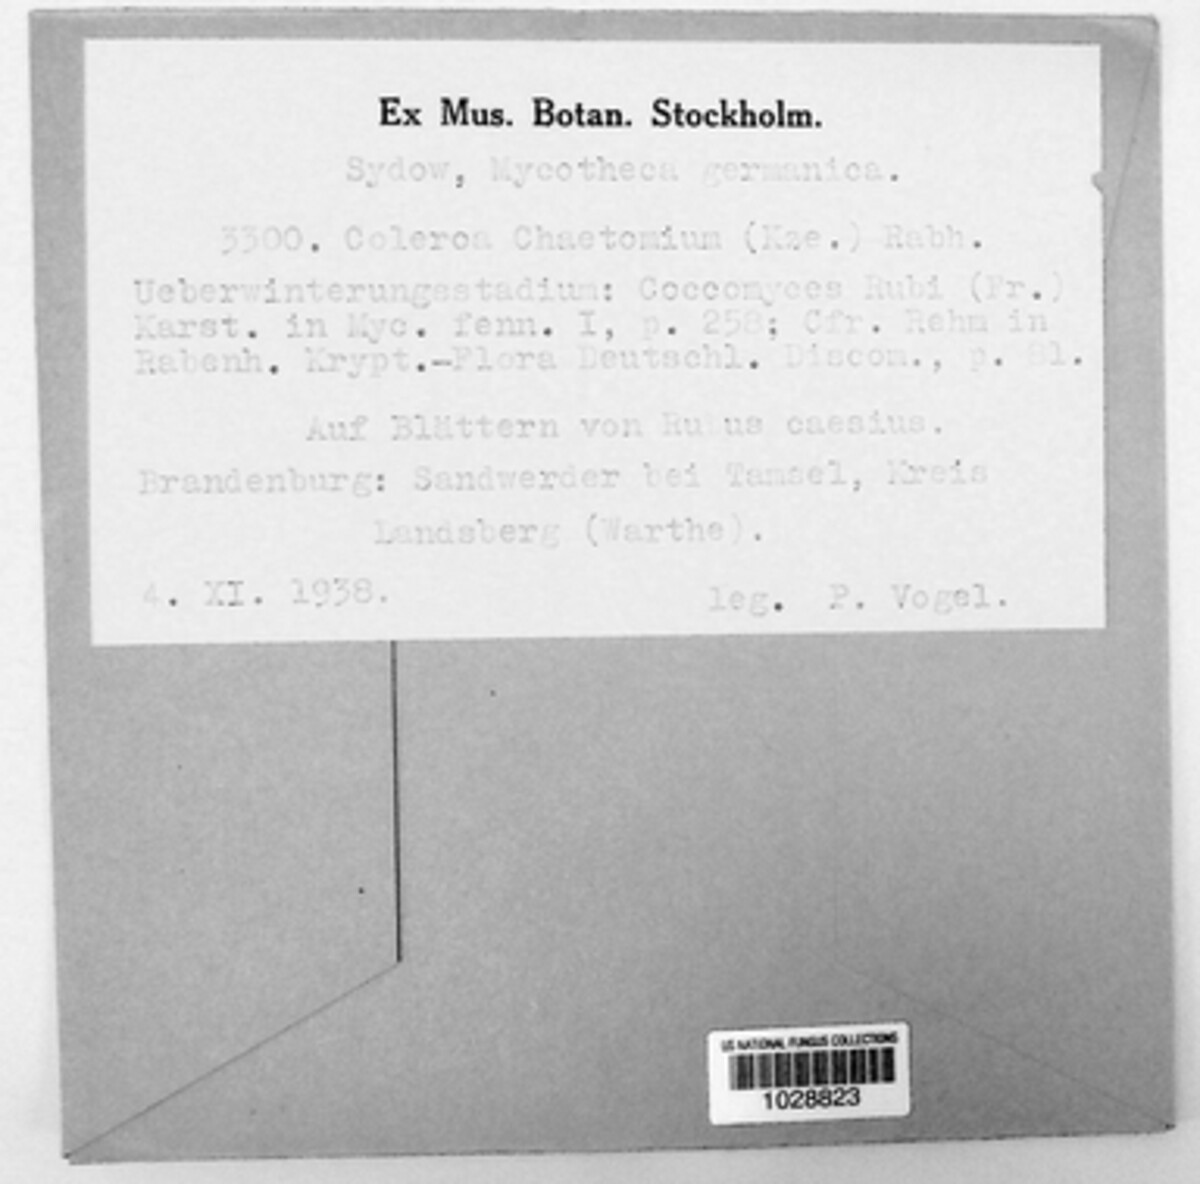 Ex Mus. Botan. Stockholm.
Sydow, Mycotheca germanica.
3300. Coleroa Chaetomium (Kze.) Rabh.
Ueberwinterungsstadium: Coccomyces Rubi (Fr.)
Karst. in Myc. fenn. I, p. 258; Cfr. Rehm in
Rabenh. Krypt.-Flora Deutschl. Discom., p.
Auf Blättern von Rubus caesius.
Brandenburg: Sandwerder bei Tamsel, Kreis
Landsberg (Warthe).
4. XI. 1938.
leg. P. Vogel.
US NATIONAL FUNGUS COLLECTIONS
1028823